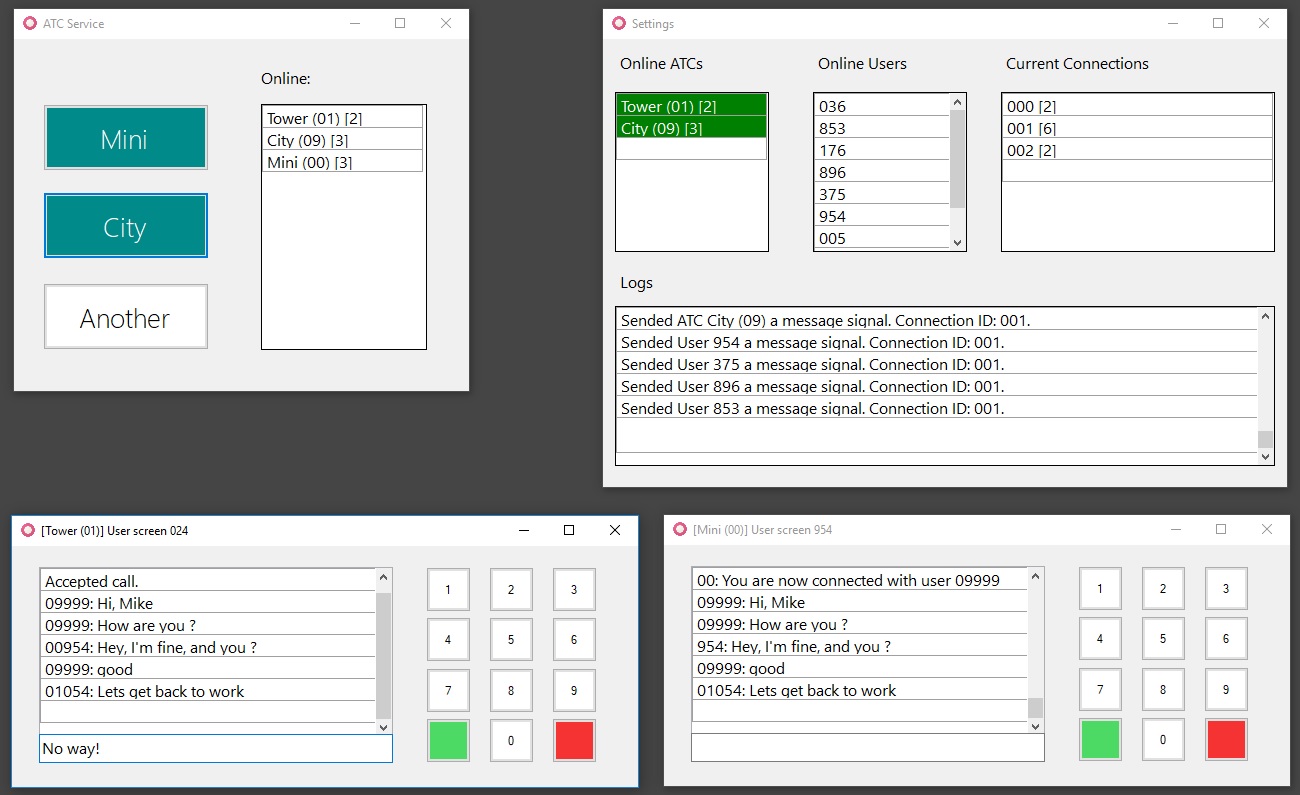 ATC Service
Online:
Mini
City
Another
Tower (01) [2]
City (09) [3]
Mini (00) [3]
Settings
Online ATCs
Online Users
Current Connections
Tower (01) [2]
City (09) [3]
036
853
176
896
375
954
005
000 [2]
001 [6]
002 [2]
Logs
Sended ATC City (09) a message signal. Connection ID: 001.
Sended User 954 a message signal. Connection ID: 001.
Sended User 375 a message signal. Connection ID: 001.
Sended User 896 a message signal. Connection ID: 001.
Sended User 853 a message signal. Connection ID: 001.
[Tower (01)] User screen 024
Accepted call.
09999: Hi, Mike
09999: How are you ?
00954: Hey, I'm fine, and you ?
09999: good
01054: Lets get back to work
No way!
1 2 3
4 5 6
7 8 9
0
[Mini (00)] User screen 954
00: You are now connected with user 09999
09999: Hi, Mike
09999: How are you ?
954: Hey, I'm fine, and you ?
09999: good
01054: Lets get back to work
1 2 3
4 5 6
7 8 9
0